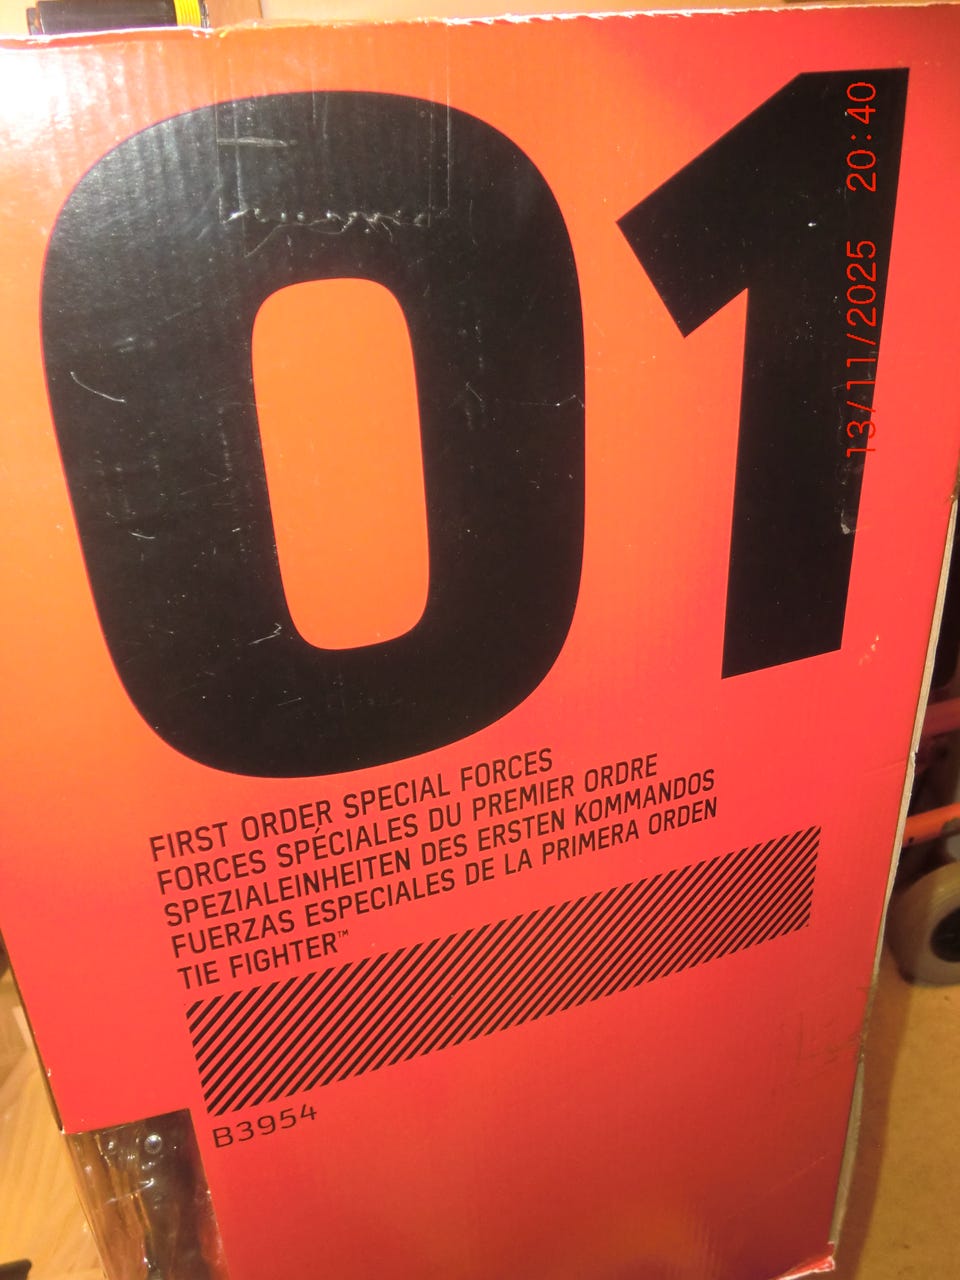 01
FIRST ORDER SPECIAL FORCES
FORCES SPÉCIALES DU PREMIER ORDRE
SPEZIALEINHEITEN DES ERSTEN KOMMANDOS
FUERZAS ESPECIALES DE LA PRIMERA ORDEN
TIE FIGHTER™
B3954
13/11/2025 20:40